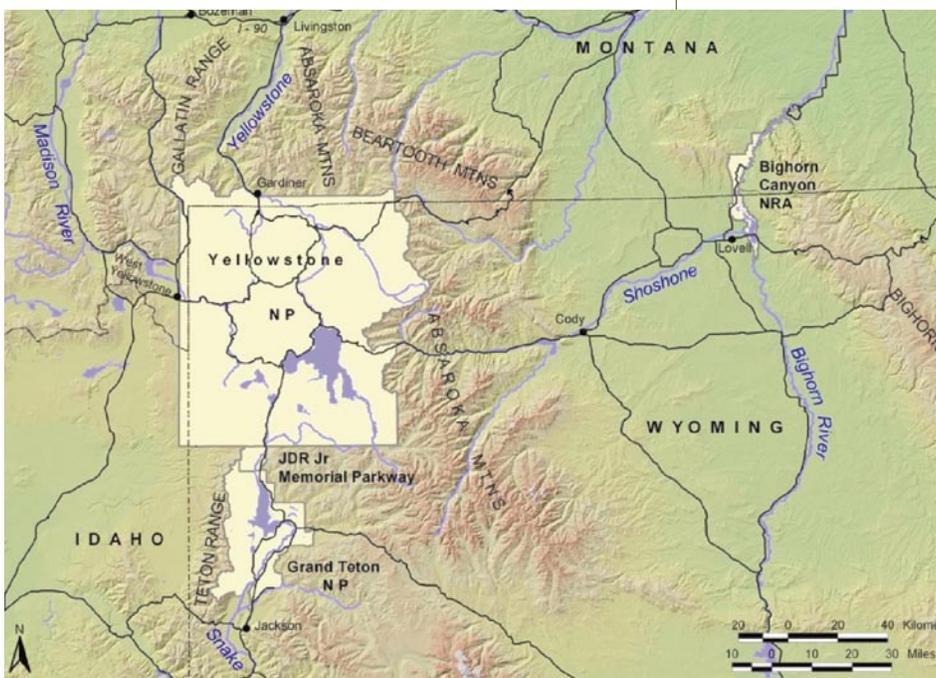 Bozeman
I - 90
Livingston
MONTANA
GALLATIN RANGE
Yellowstone
ABSAROKA MTNS
Madison
River
BEARTOOTH MTNS
Bighorn
Canyon
NRA
Gardiner
Yellowstone
NP
West
Yellowstone
Lovell
Shoshone
Cody
BIGHORN
ABSAROKA MTNS
Bighorn
River
WYOMING
JDR Jr
Memorial Parkway
IDAHO
TETON RANGE
Grand Teton
NP
Jackson
Snake
N
20 0 20 40 Kilome
10 0 10 20 30 Miles